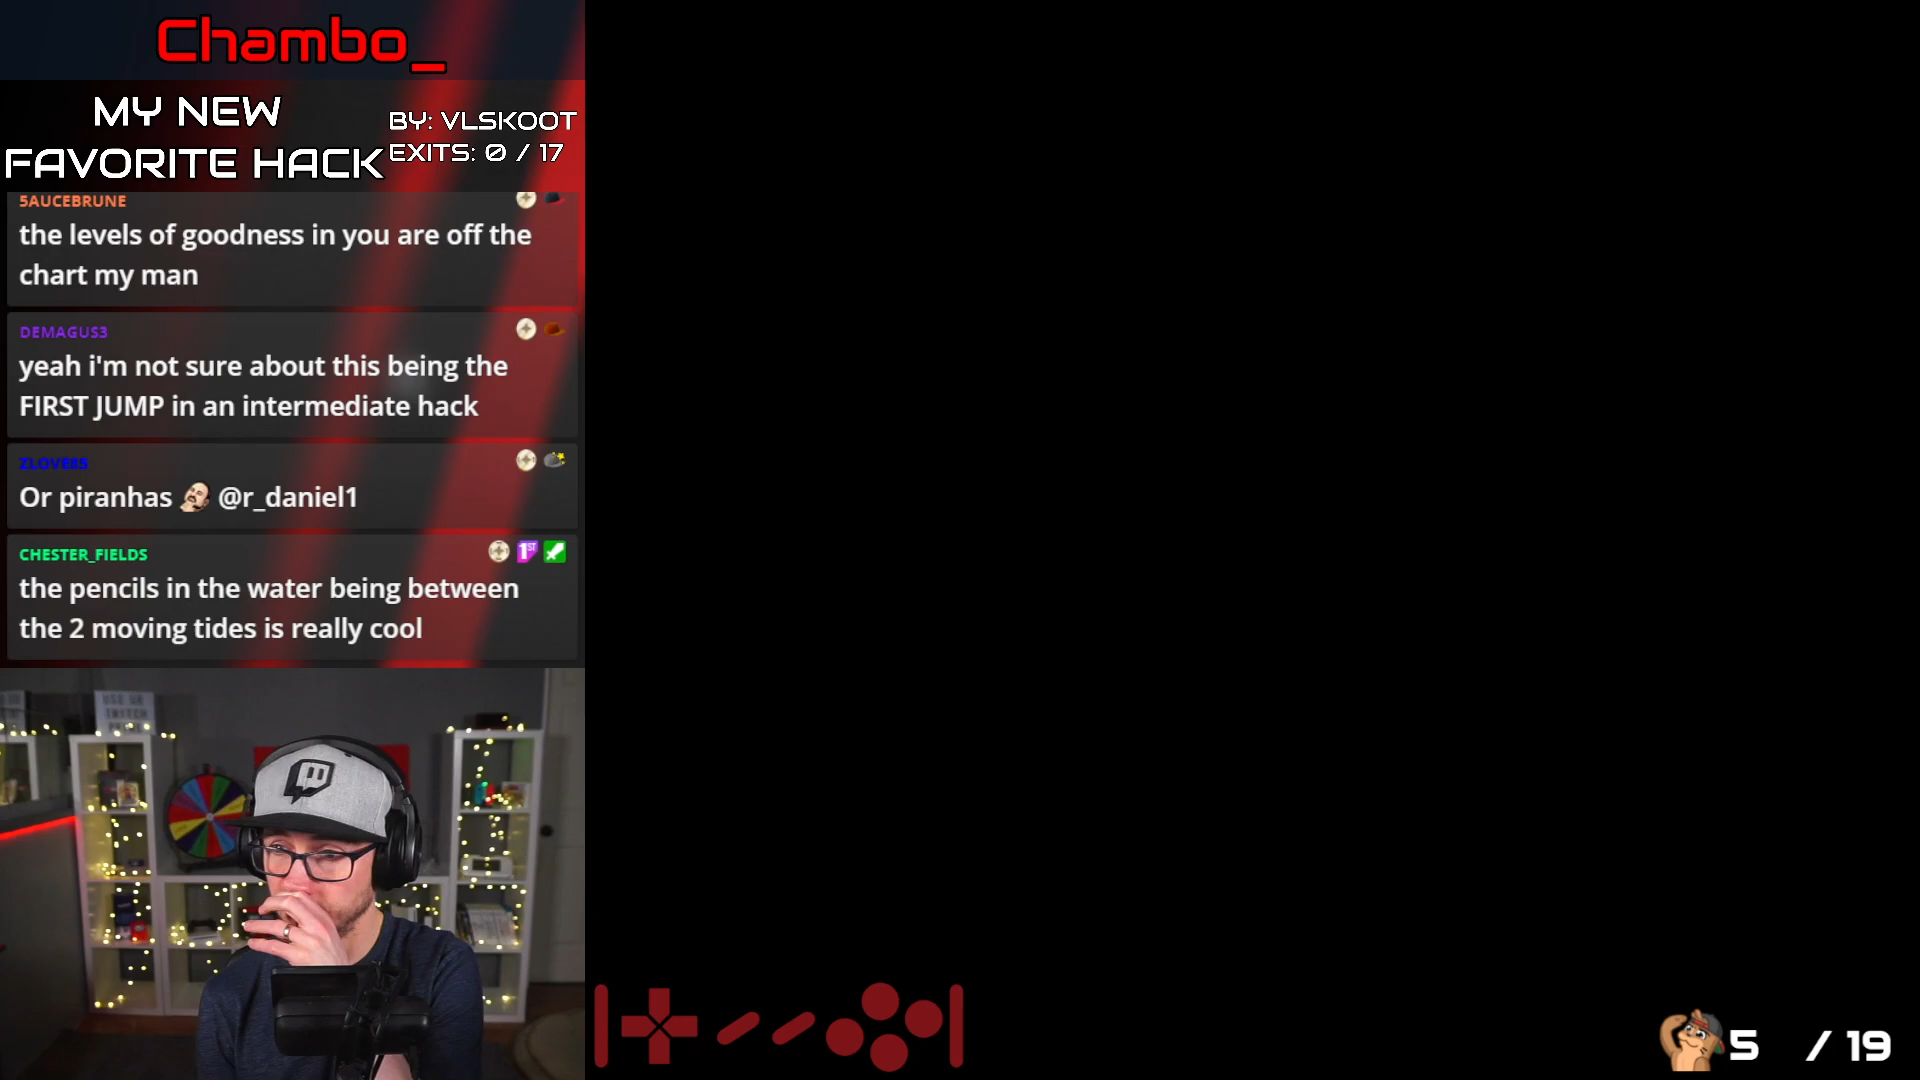 Chambo_
MY NEW
FAVORITE HACK
BY: VLSKOOT
EXITS: 0 / 17
5AUCEBRUNE
the levels of goodness in you are off the
chart my man
DEMAGUS3
yeah i'm not sure about this being the
FIRST JUMP in an intermediate hack
Or piranhas @r_daniel1
CHESTER_FIELDS
1ST
the pencils in the water being between
the 2 moving tides is really cool
5 / 19